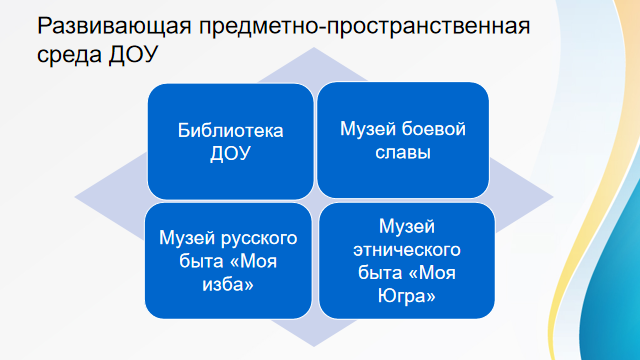 Развивающая предметно-пространственная
среда ДОУ
Библиотека
ДОУ
Музей боевой
славы
Музей русского
быта «Моя
изба»
Музей
этнического
быта «Моя
Югра»